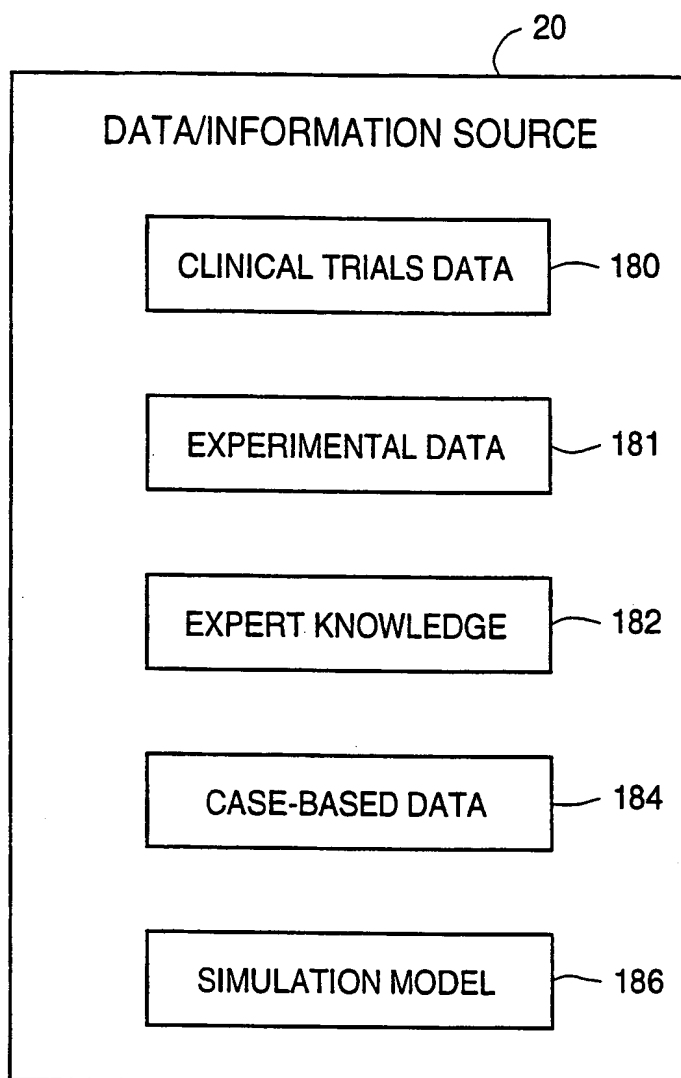 20
DATA/INFORMATION SOURCE
CLINICAL TRIALS DATA 180
EXPERIMENTAL DATA 181
EXPERT KNOWLEDGE 182
CASE-BASED DATA 184
SIMULATION MODEL 186